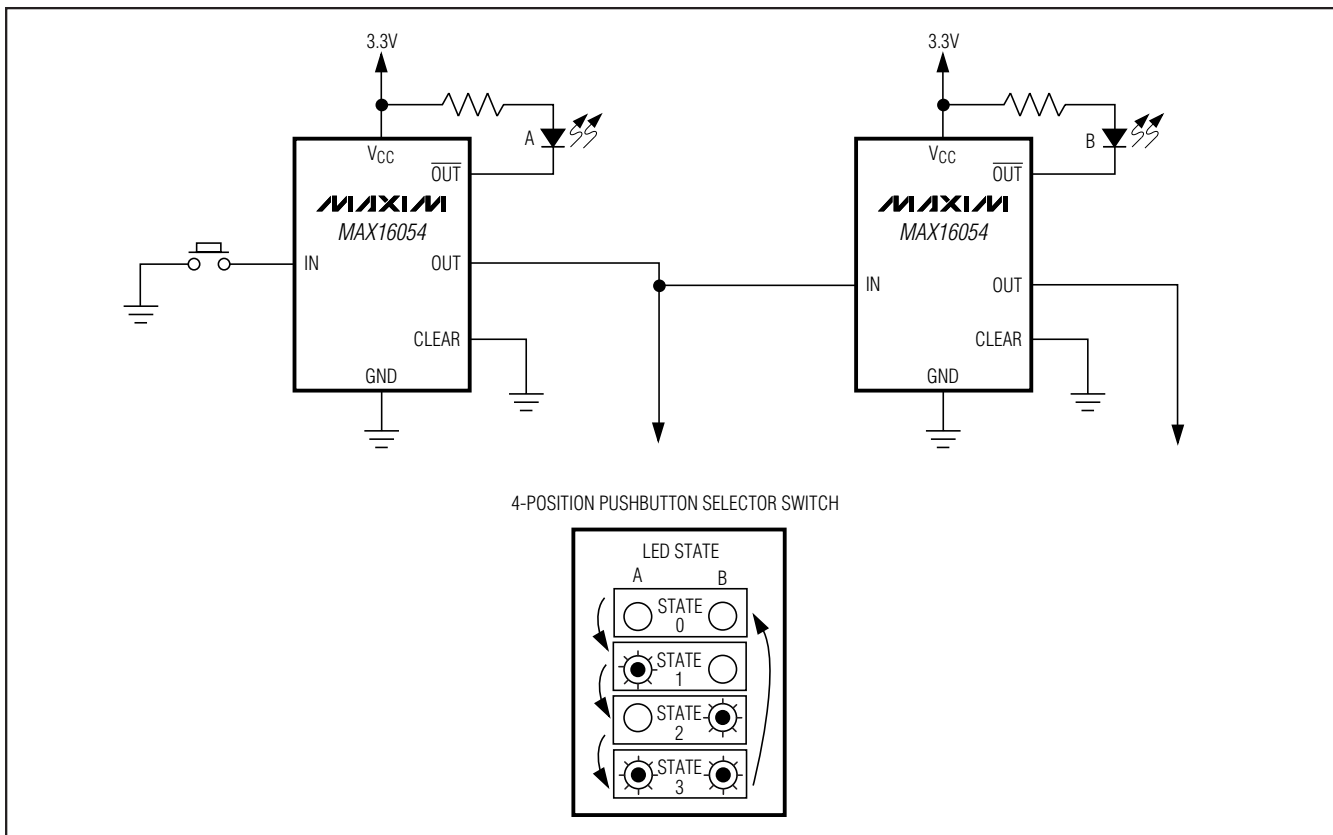 3.3V
3.3V
A
B
VCC
OUT
VCC
OUT
MAXIM
MAX16054
MAXIM
MAX16054
IN
OUT
IN
OUT
CLEAR
CLEAR
GND
GND
4-POSITION PUSHBUTTON SELECTOR SWITCH
LED STATE
A B
STATE
0
STATE
1
STATE
2
STATE
3